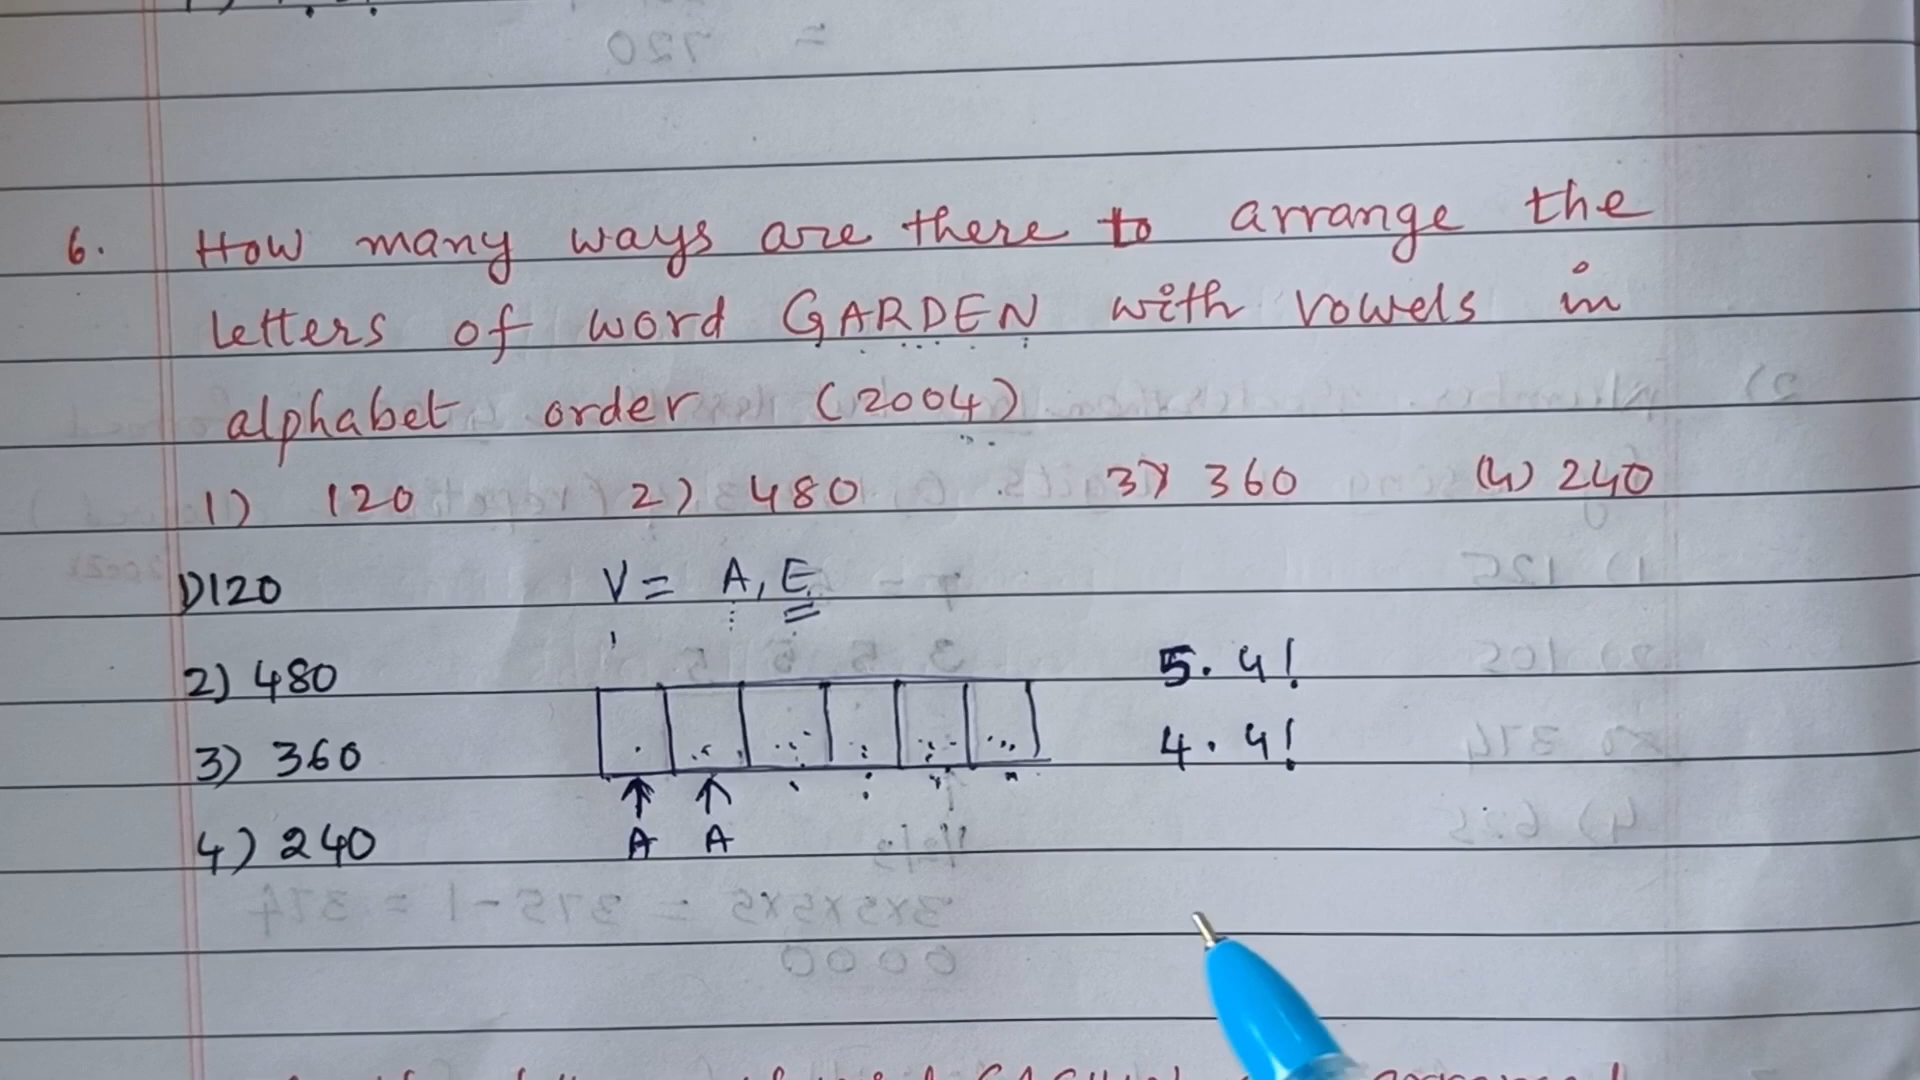 6. How many ways are there to arrange the
letters of word GARDEN with vowels in
alphabet order (2004)
1) 120 2) 480 3) 360 (4) 240
1) 120 V = A, E
2) 480 5. 4!
3) 360 4. 4!
4) 240 A A